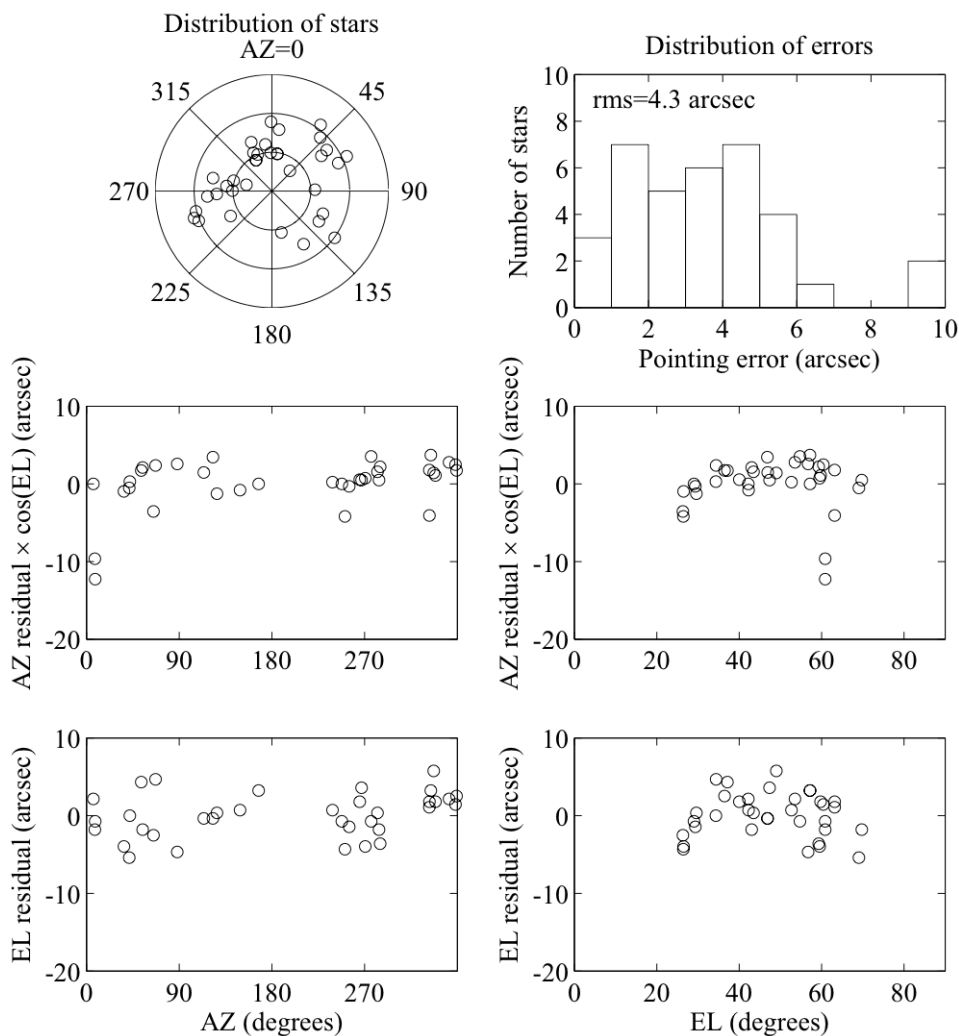 Distribution of stars
AZ=0
315
45
270
90
225
135
180
Distribution of errors
rms=4.3 arcsec
Number of stars
10
8
6
4
2
0
0 2 4 6 8 10
Pointing error (arcsec)
AZ residual × cos(EL) (arcsec)
10
0
-10
-20
0 90 180 270
AZ residual × cos(EL) (arcsec)
10
0
-10
-20
0 20 40 60 80
EL residual (arcsec)
10
0
-10
-20
0 90 180 270
AZ (degrees)
EL residual (arcsec)
10
0
-10
-20
0 20 40 60 80
EL (degrees)